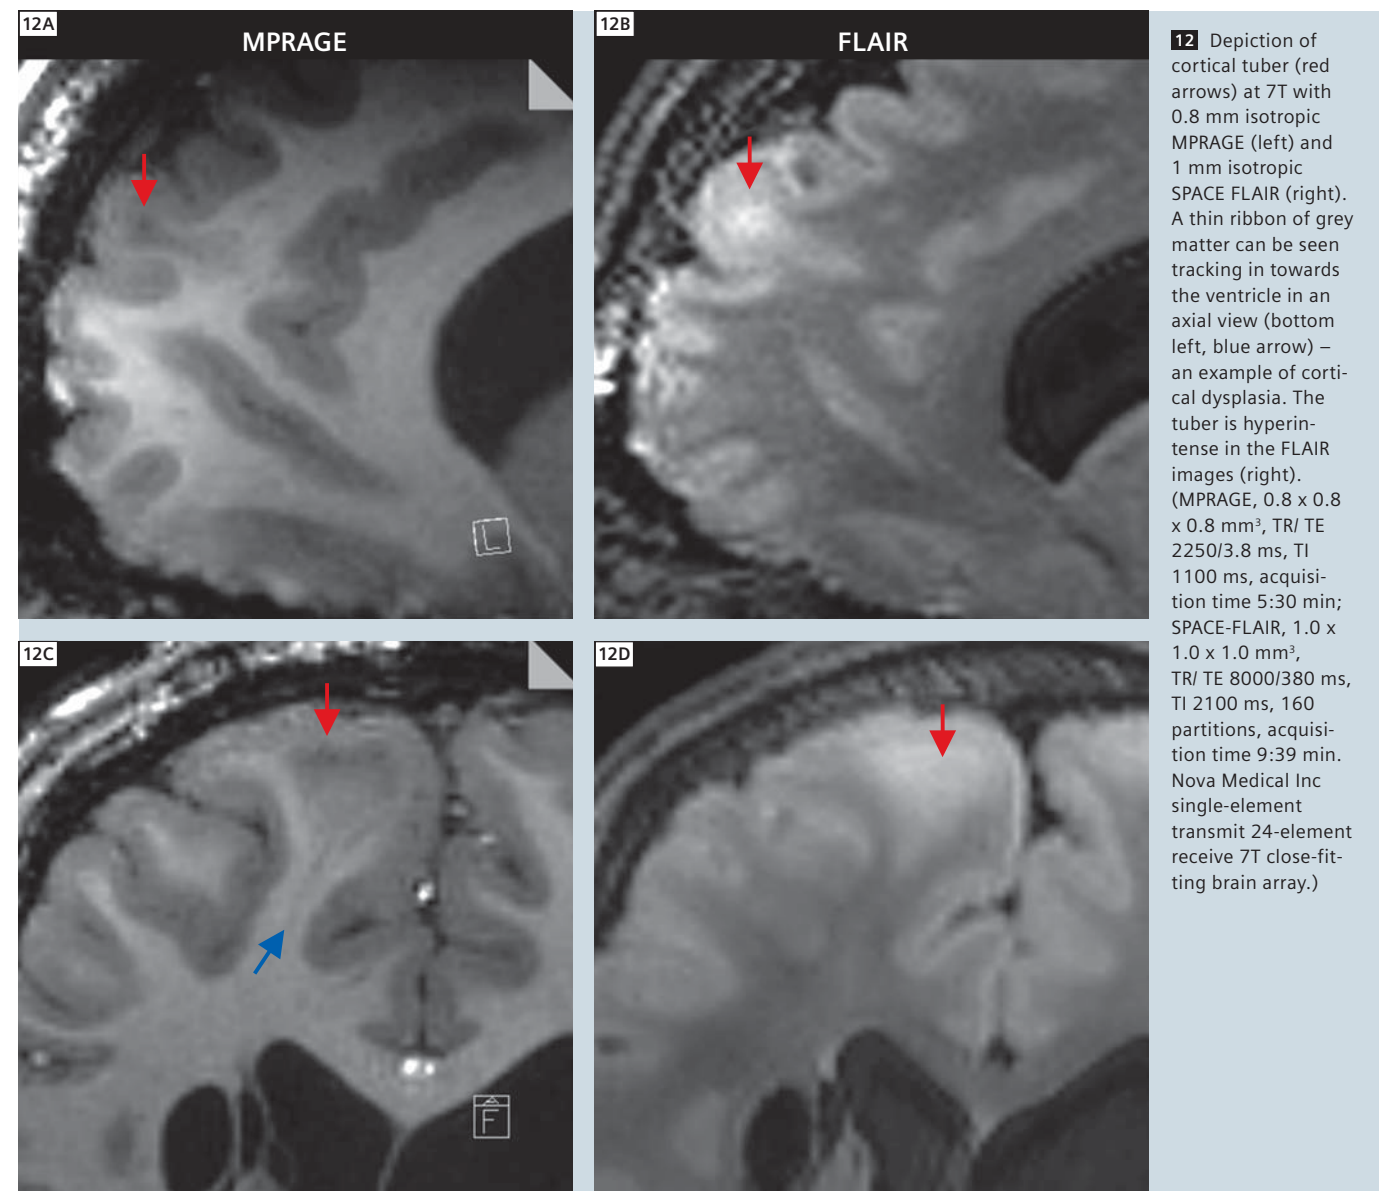 12A
MPRAGE
12B
FLAIR
L
12C
12D
F
12 Depiction of
cortical tuber (red
arrows) at 7T with
0.8 mm isotropic
MPRAGE (left) and
1 mm isotropic
SPACE FLAIR (right).
A thin ribbon of grey
matter can be seen
tracking in towards
the ventricle in an
axial view (bottom
left, blue arrow) –
an example of corti-
cal dysplasia. The
tuber is hyperin-
tense in the FLAIR
images (right).
(MPRAGE, 0.8 x 0.8
x 0.8 mm³, TR/ TE
2250/3.8 ms, TI
1100 ms, acquisi-
tion time 5:30 min;
SPACE-FLAIR, 1.0 x
1.0 x 1.0 mm³,
TR/ TE 8000/380 ms,
TI 2100 ms, 160
partitions, acquisi-
tion time 9:39 min.
Nova Medical Inc
single-element
transmit 24-element
receive 7T close-fit-
ting brain array.)